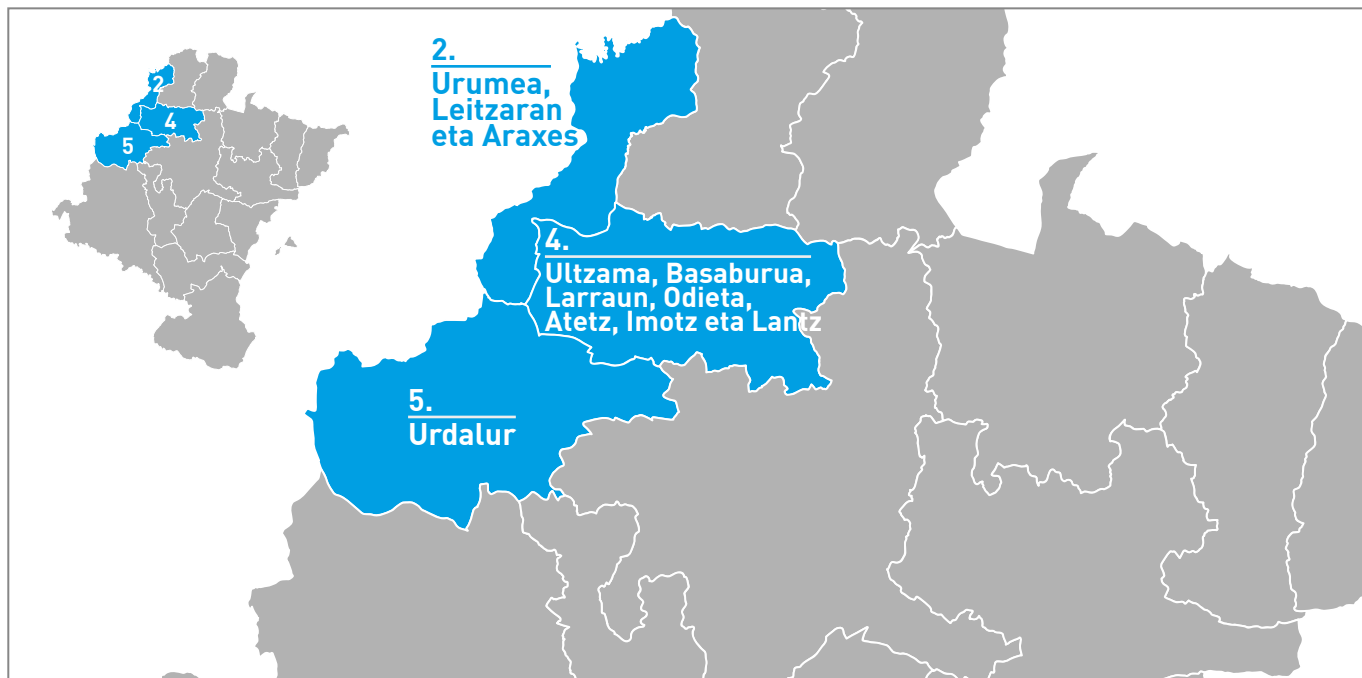 2
4
5
2.
Urumea,
Leitzaran
eta Araxes
4.
Ultzama, Basaburua,
Larraun, Odieta,
Atetz, Imotz eta Lantz
5.
Urdalur